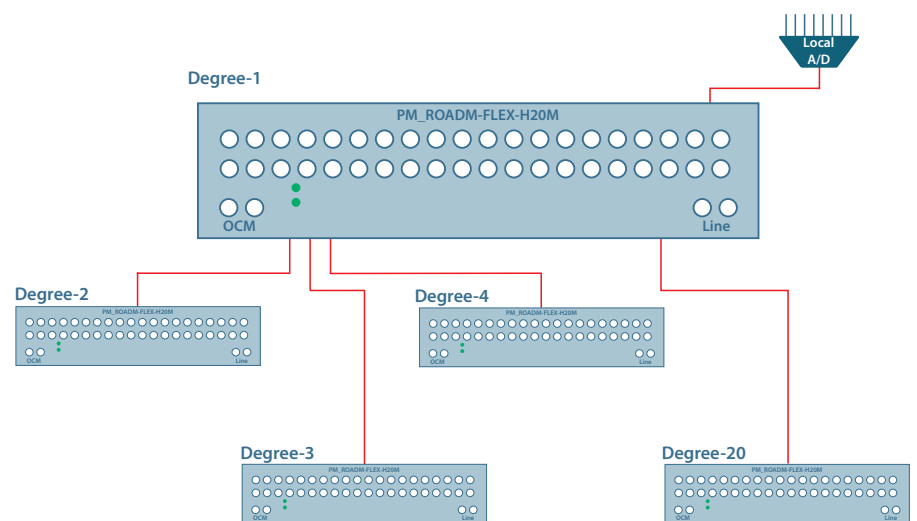 Local
A/D
Degree-1
PM_ROADM-FLEX-H20M
OCM
Line
Degree-2
PM_ROADM-FLEX-H20M
OCM
Line
Degree-4
PM_ROADM-FLEX-H20M
OCM
Line
Degree-3
PM_ROADM-FLEX-H20M
OCM
Line
Degree-20
PM_ROADM-FLEX-H20M
OCM
Line